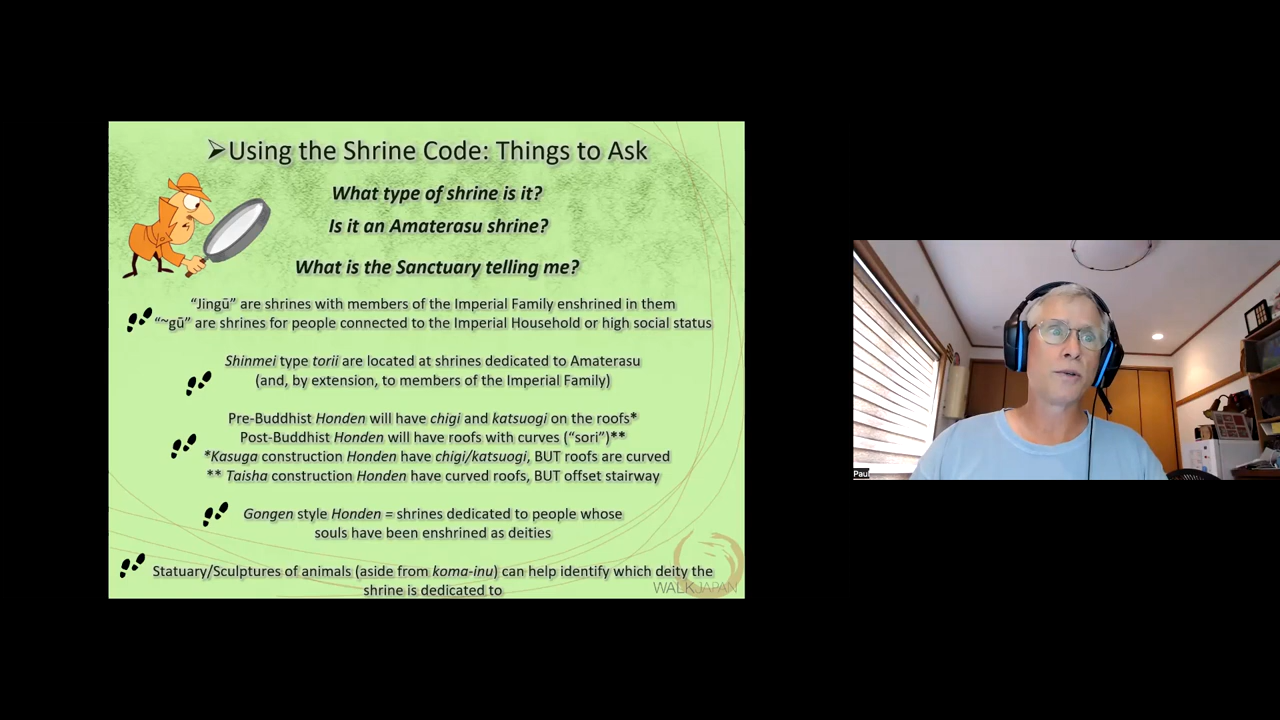 ➢Using the Shrine Code: Things to Ask
What type of shrine is it?
Is it an Amaterasu shrine?
What is the Sanctuary telling me?
“Jingū” are shrines with members of the Imperial Family enshrined in them
“~gū” are shrines for people connected to the Imperial Household or high social status
Shinmei type torii are located at shrines dedicated to Amaterasu
(and, by extension, to members of the Imperial Family)
Pre-Buddhist Honden will have chigi and katsuogi on the roofs*
Post-Buddhist Honden will have roofs with curves (“sori”)**
*Kasuga construction Honden have chigi/katsuogi, BUT roofs are curved
** Taisha construction Honden have curved roofs, BUT offset stairway
Gongen style Honden = shrines dedicated to people whose
souls have been enshrined as deities
Statuary/Sculptures of animals (aside from koma-inu) can help identify which deity the
shrine is dedicated to
WALKJAPAN
Paul